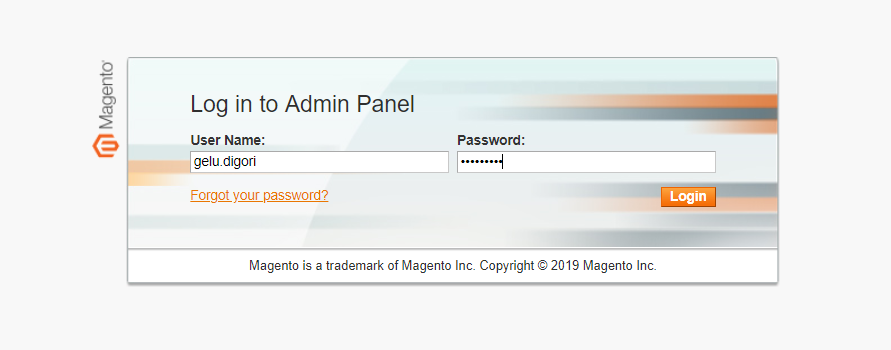 Magento
Log in to Admin Panel
User Name: Password:
gelu.digori •••••••••
Forgot your password? Login
Magento is a trademark of Magento Inc. Copyright © 2019 Magento Inc.